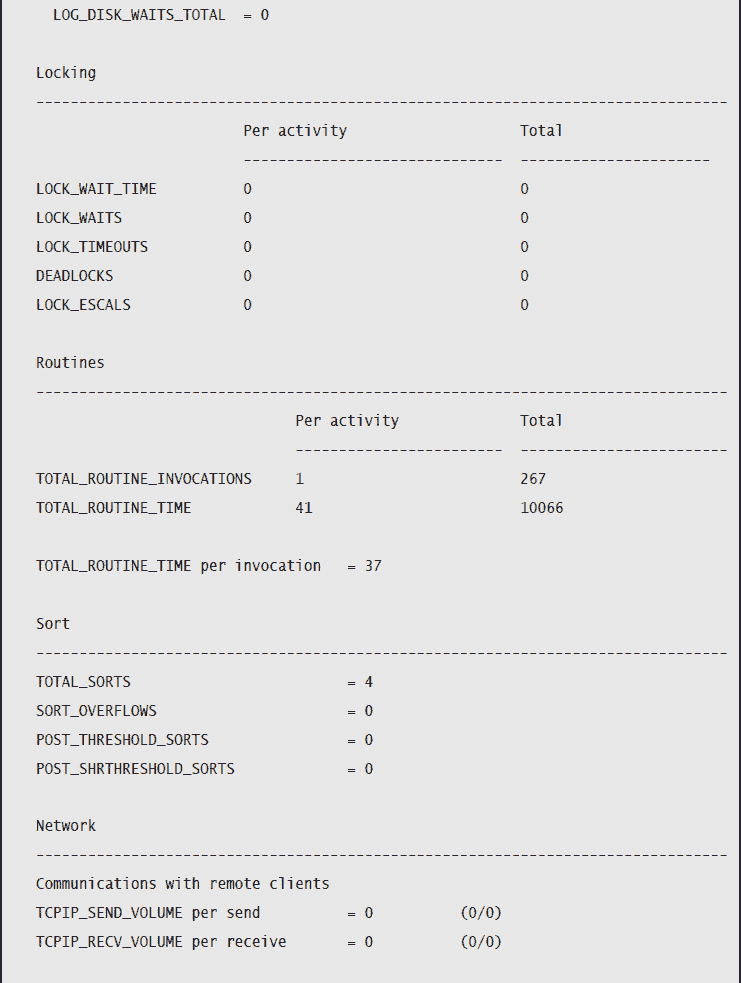 LOG_DISK_WAITS_TOTAL = 0
Locking
--------------------------------------------------------------------------------
Per activity Total
------------------------------ ----------------------
LOCK_WAIT_TIME 0 0
LOCK_WAITS 0 0
LOCK_TIMEOUTS 0 0
DEADLOCKS 0 0
LOCK_ESCALS 0 0
Routines
--------------------------------------------------------------------------------
Per activity Total
------------------------ ------------------------
TOTAL_ROUTINE_INVOCATIONS 1 267
TOTAL_ROUTINE_TIME 41 10066
TOTAL_ROUTINE_TIME per invocation = 37
Sort
--------------------------------------------------------------------------------
TOTAL_SORTS = 4
SORT_OVERFLOWS = 0
POST_THRESHOLD_SORTS = 0
POST_SHRTHRESHOLD_SORTS = 0
Network
--------------------------------------------------------------------------------
Communications with remote clients
TCPIP_SEND_VOLUME per send = 0 (0/0)
TCPIP_RECV_VOLUME per receive = 0 (0/0)